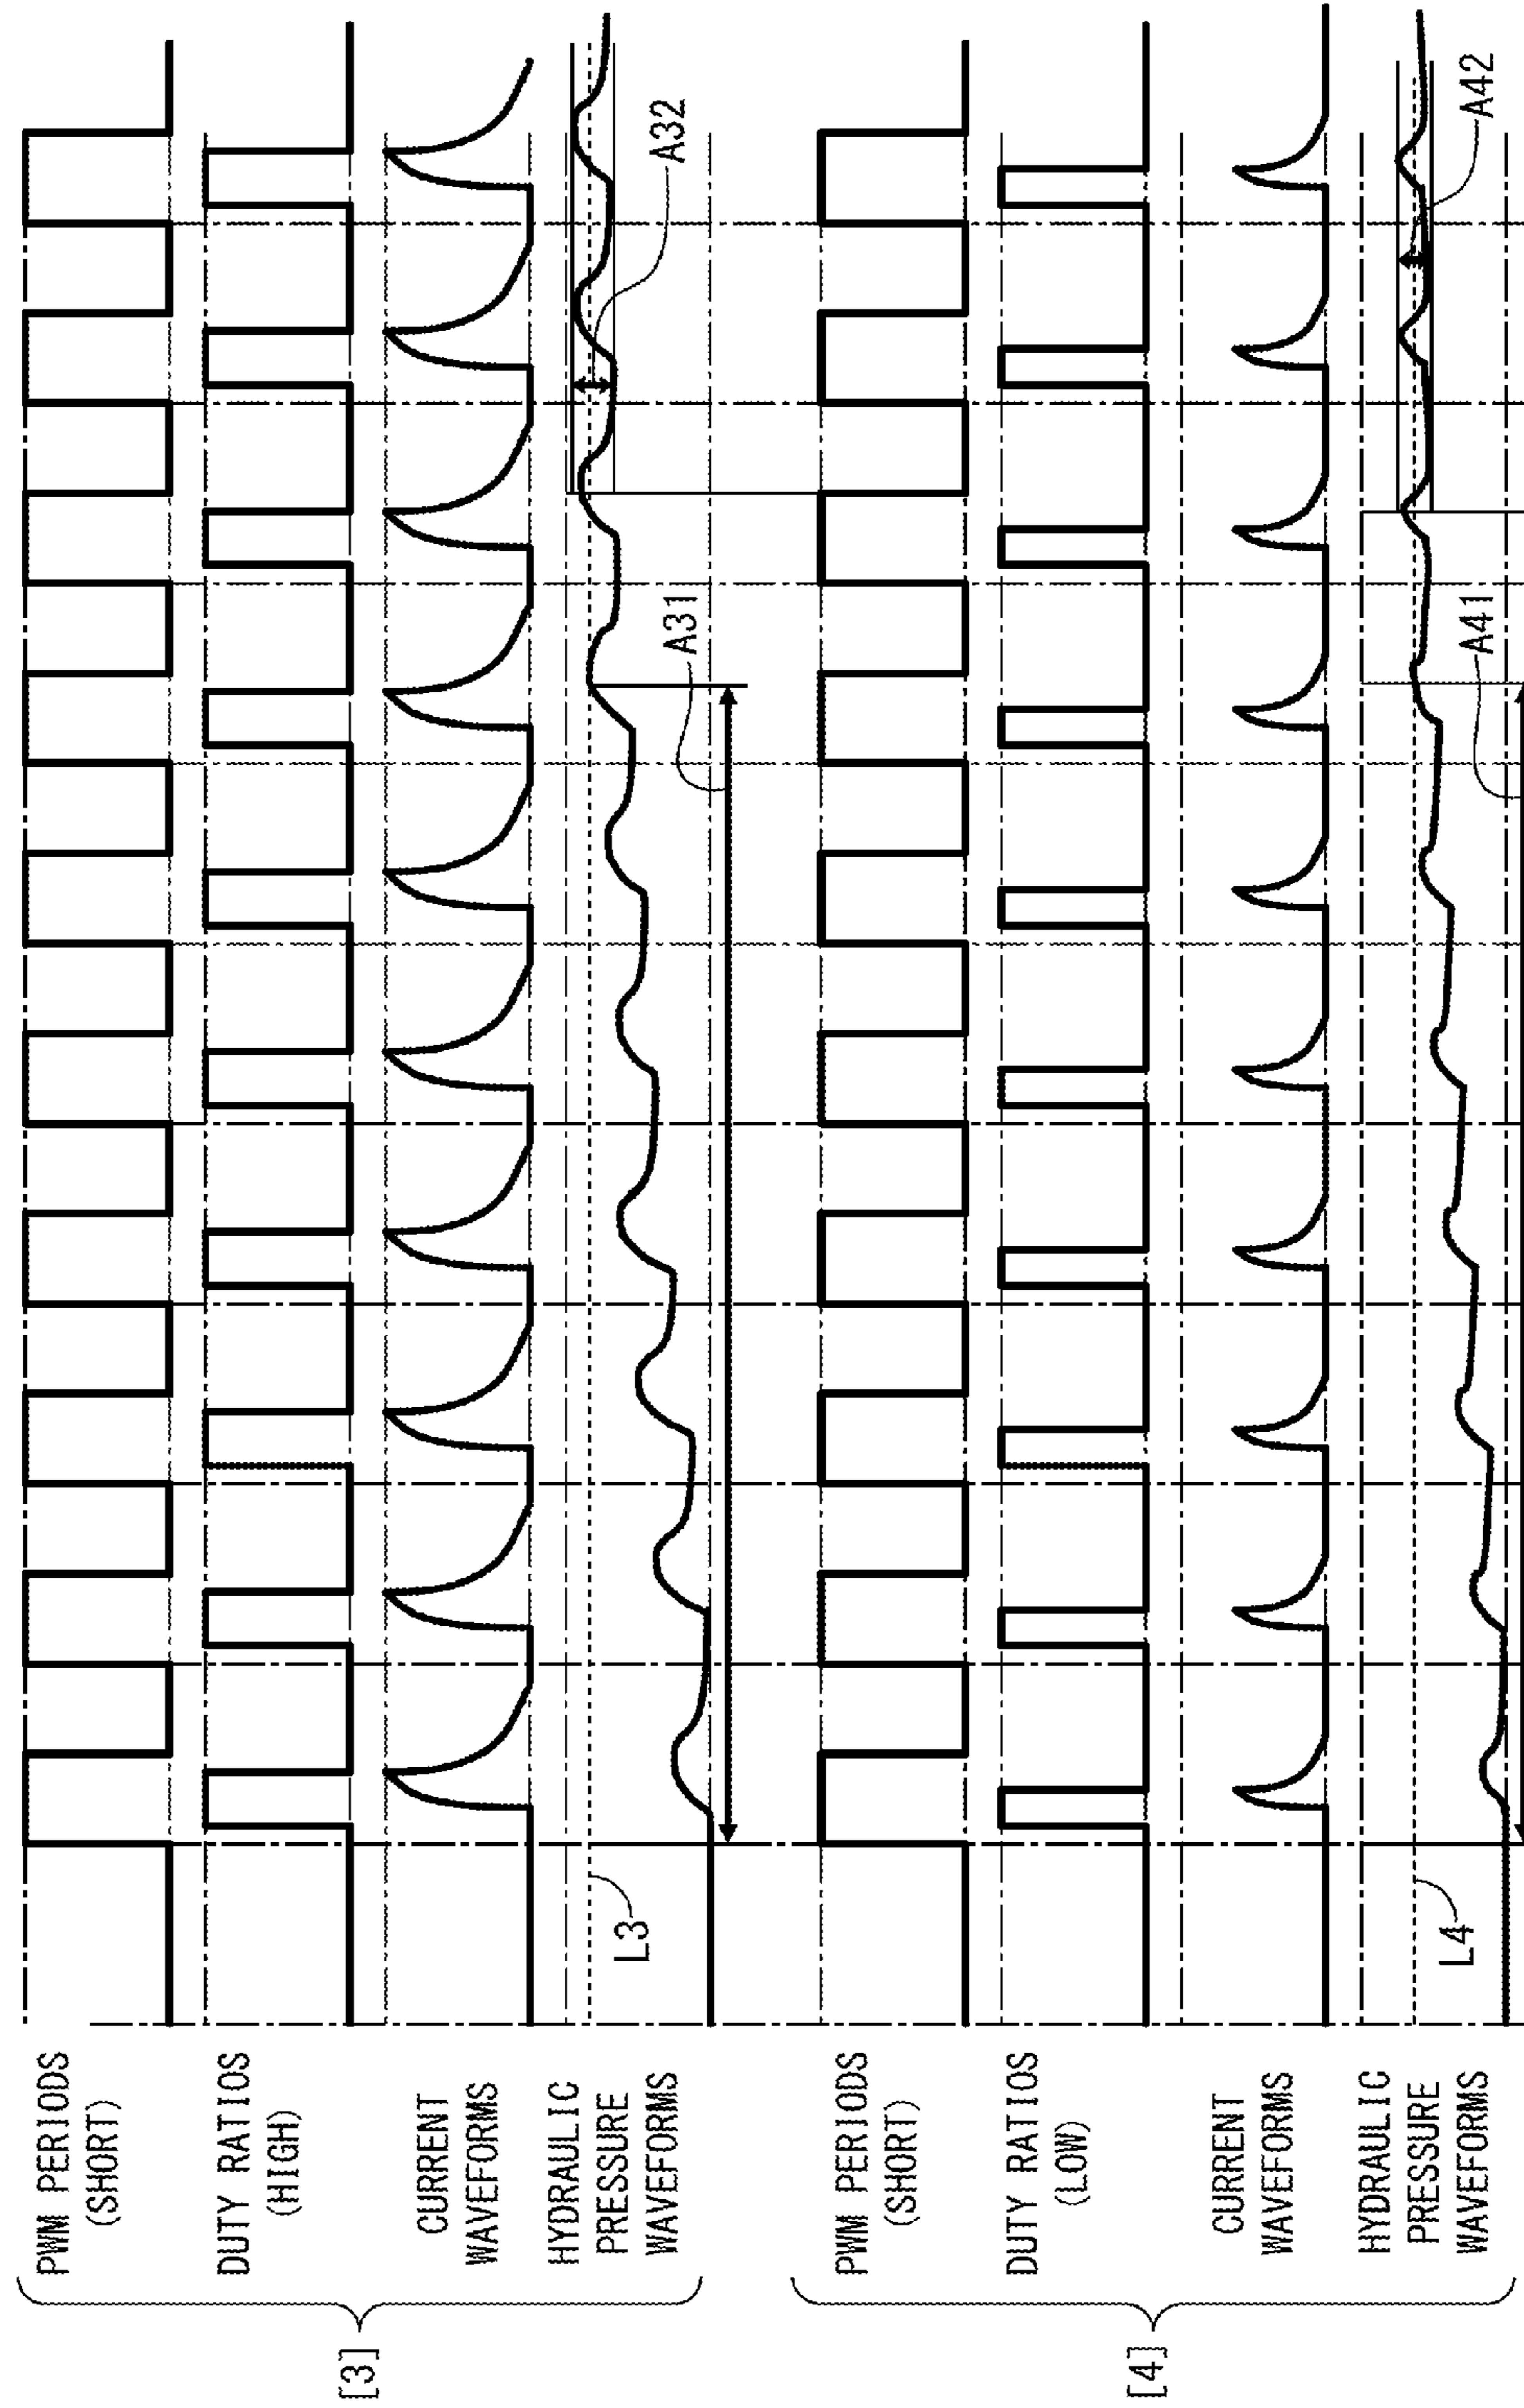 [3]
PWM PERIODS
(SHORT)
DUTY RATIOS
(HIGH)
CURRENT
WAVEFORMS
HYDRAULIC
PRESSURE
WAVEFORMS
L3
A31
A32
[4]
PWM PERIODS
(SHORT)
DUTY RATIOS
(LOW)
CURRENT
WAVEFORMS
HYDRAULIC
PRESSURE
WAVEFORMS
L4
A41
A42